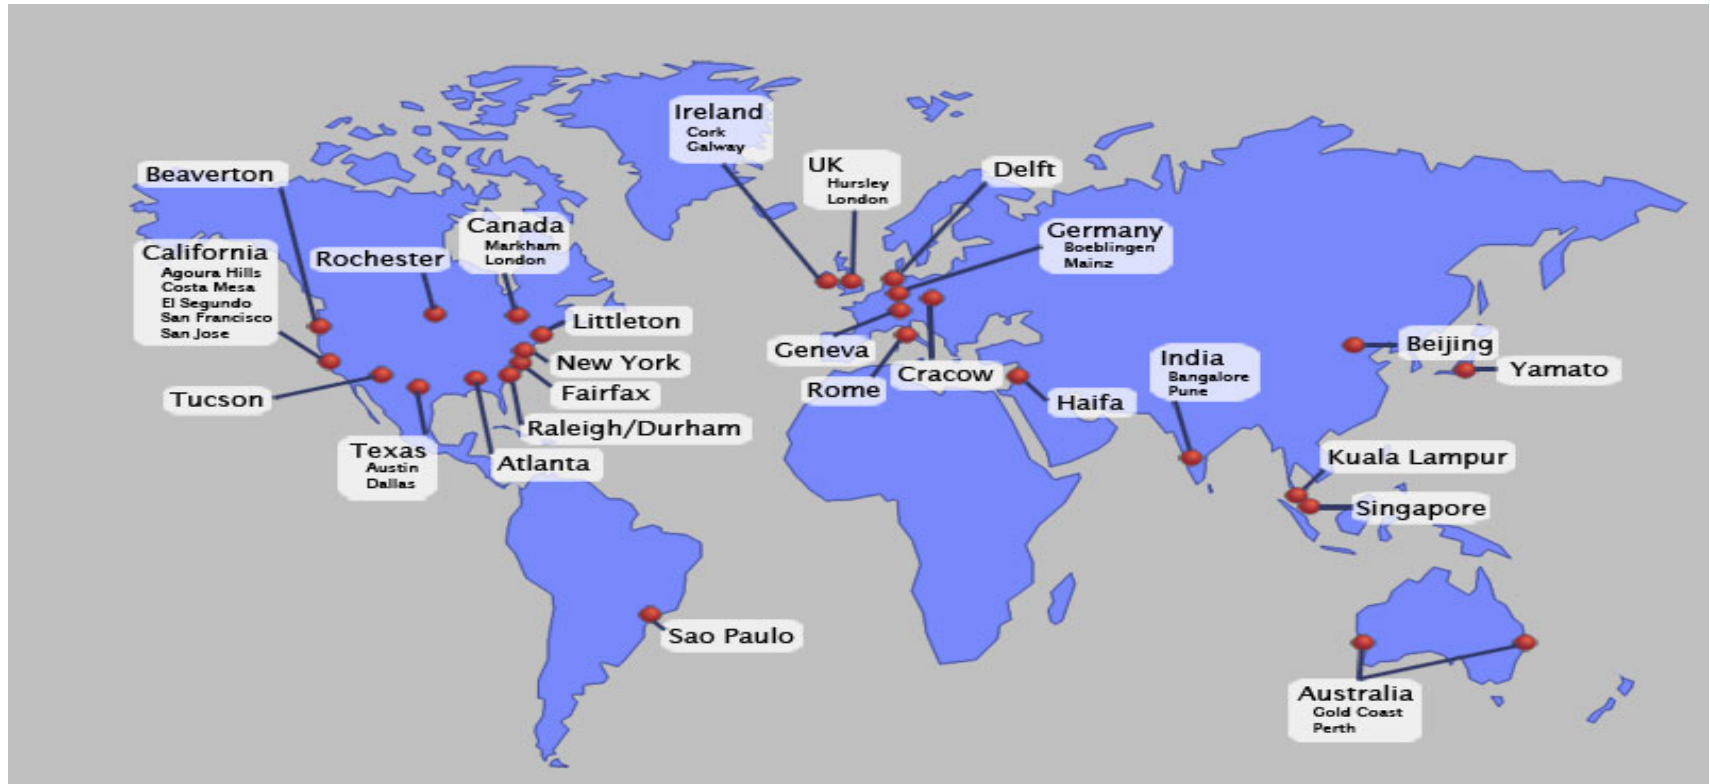 Ireland
Cork
Galway
UK
Hursley
London
Delft
Beaverton
Germany
Boeblingen
Mainz
Canada
Markham
London
California
Agoura Hills
Costa Mesa
El Segundo
San Francisco
San Jose
Rochester
Littleton
New York
Fairfax
Raleigh/Durham
Atlanta
Tucson
Texas
Austin
Dallas
Geneva
Rome
Cracow
Haifa
India
Bangalore
Pune
Beijing
Yamato
Kuala Lampur
Singapore
Sao Paulo
Australia
Gold Coast
Perth